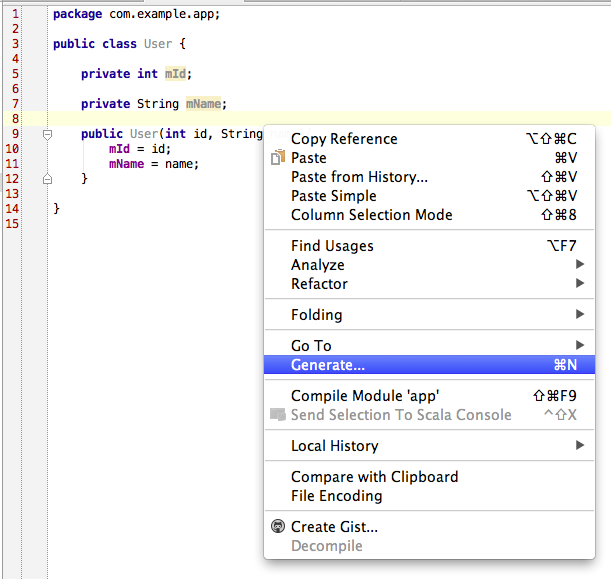 1 package com.example.app;
2
3 public class User {
4
5 private int mId;
6
7 private String mName;
8
9 public User(int id, String
10 mId = id;
11 mName = name;
12 }
13
14 }
15
Copy Reference ⌥⇧⌘C
Paste ⌘V
Paste from History... ⇧⌘V
Paste Simple ⌥⇧⌘V
Column Selection Mode ⇧⌘8
Find Usages ⌥F7
Analyze
Refactor
Folding
Go To
Generate... ⌘N
Compile Module 'app' ⇧⌘F9
Send Selection To Scala Console ^⇧X
Local History
Compare with Clipboard
File Encoding
Create Gist...
Decompile